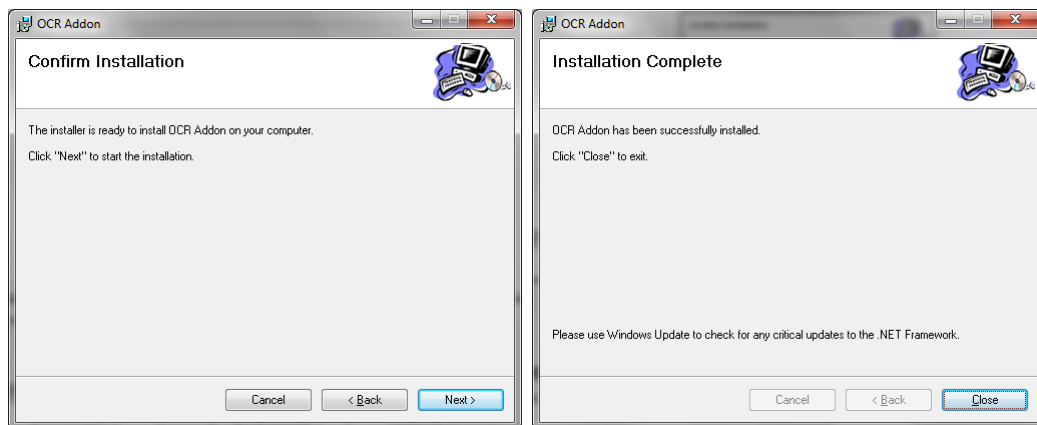 OCR Addon
Confirm Installation
The installer is ready to install OCR Addon on your computer.
Click "Next" to start the installation.
Cancel
< Back
Next >
OCR Addon
Installation Complete
OCR Addon has been successfully installed.
Click "Close" to exit.
Please use Windows Update to check for any critical updates to the .NET Framework.
Cancel
< Back
Close